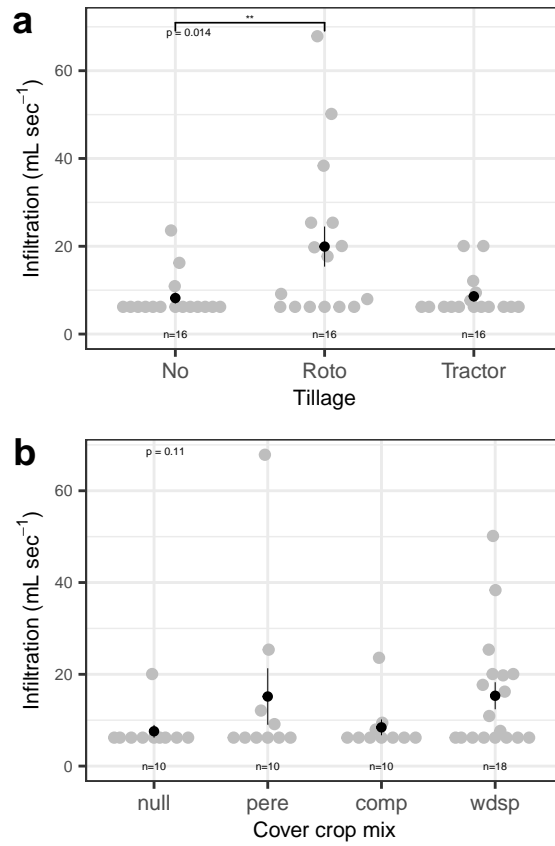 a
**
p = 0.014
60
40
20
0
Infiltration (mL sec⁻¹)
n=16 n=16 n=16
No Roto Tractor
Tillage
b
p = 0.11
60
40
20
0
Infiltration (mL sec⁻¹)
n=10 n=10 n=10 n=18
null pere comp wdsp
Cover crop mix